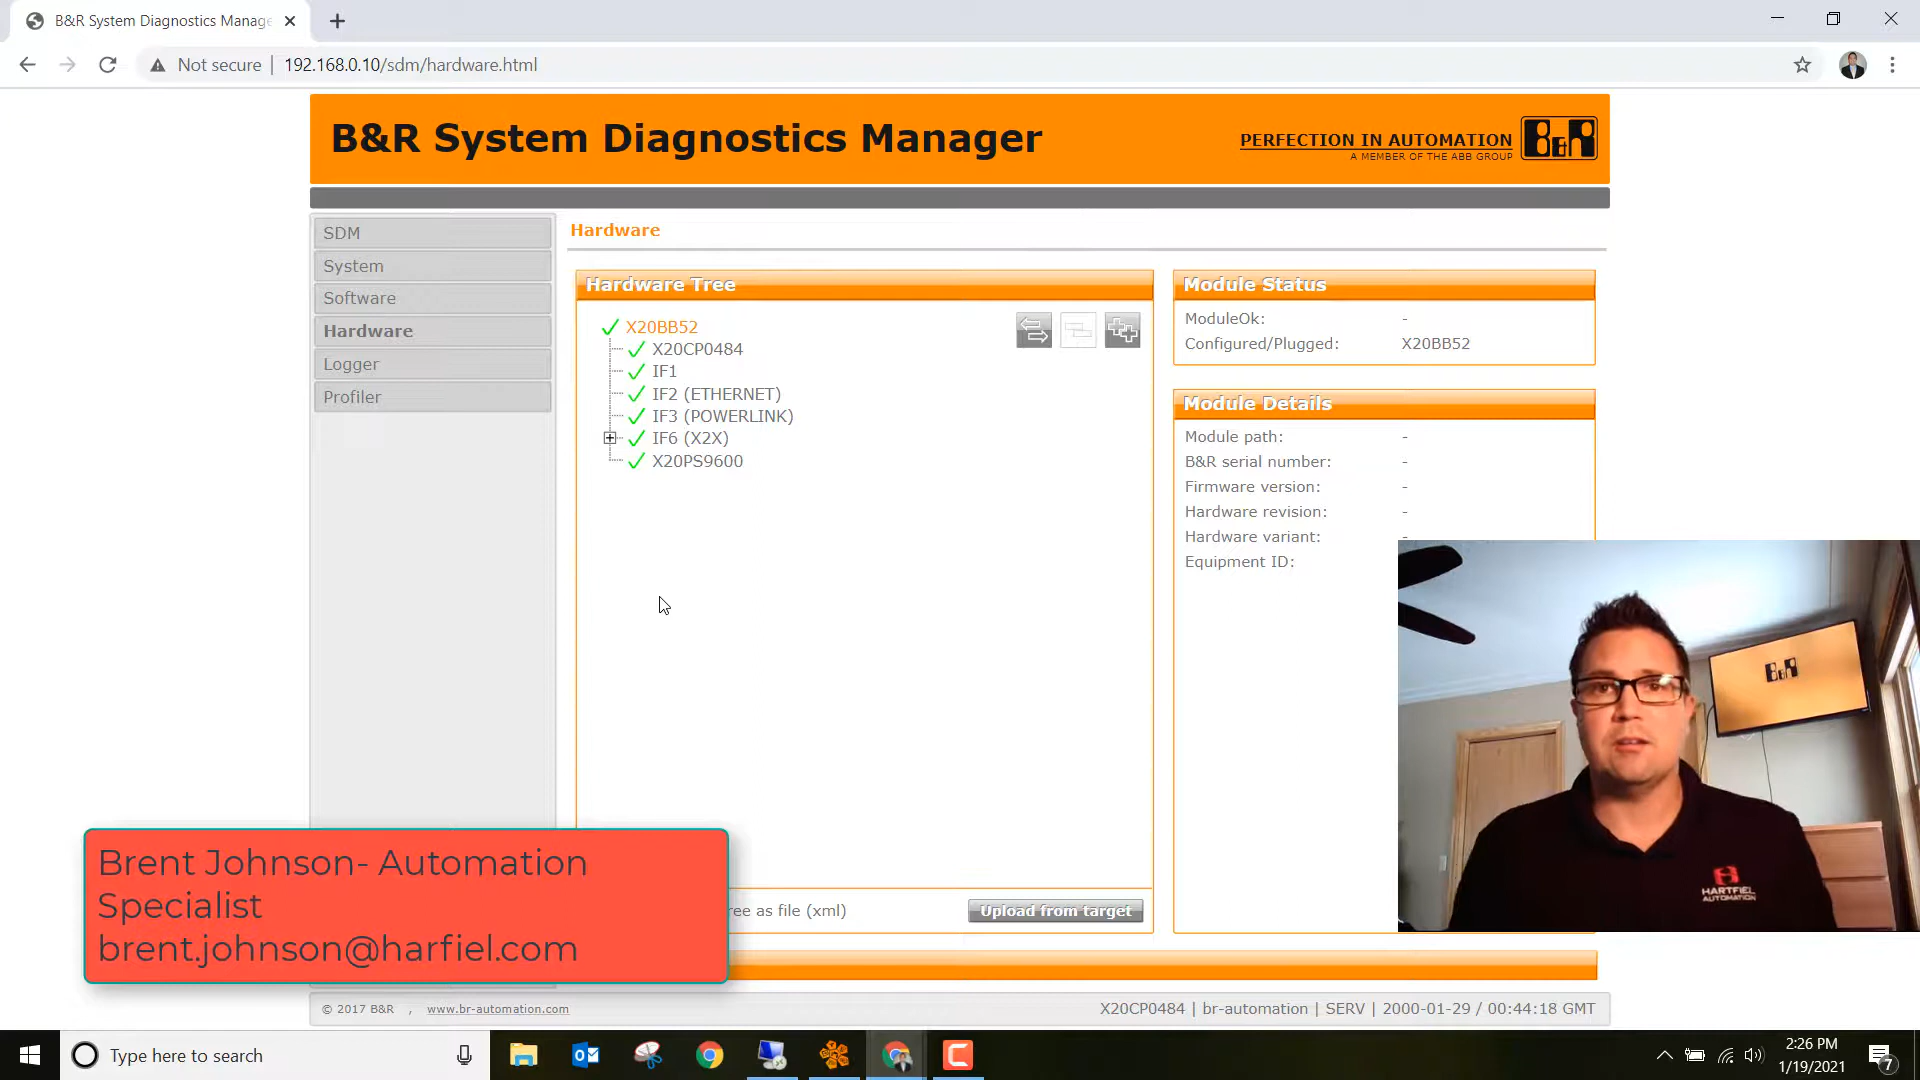 B&R System Diagnostics Manage
Not secure
192.168.0.10/sdm/hardware.html
B&R System Diagnostics Manager
PERFECTION IN AUTOMATION
A MEMBER OF THE ABB GROUP
B&R
SDM
System
Software
Hardware
Logger
Profiler
Hardware
Hardware Tree
X20BB52
X20CP0484
IF1
IF2 (ETHERNET)
IF3 (POWERLINK)
IF6 (X2X)
X20PS9600
ree as file (xml)
Upload from target
Module Status
ModuleOk: -
Configured/Plugged: X20BB52
Module Details
Module path: -
B&R serial number: -
Firmware version: -
Hardware revision: -
Hardware variant: -
Equipment ID:
B&R
HARTFIEL
AUTOMATION
Brent Johnson- Automation
Specialist
brent.johnson@harfiel.com
© 2017 B&R , www.br-automation.com
X20CP0484 | br-automation | SERV | 2000-01-29 / 00:44:18 GMT
Type here to search
2:26 PM
1/19/2021
7